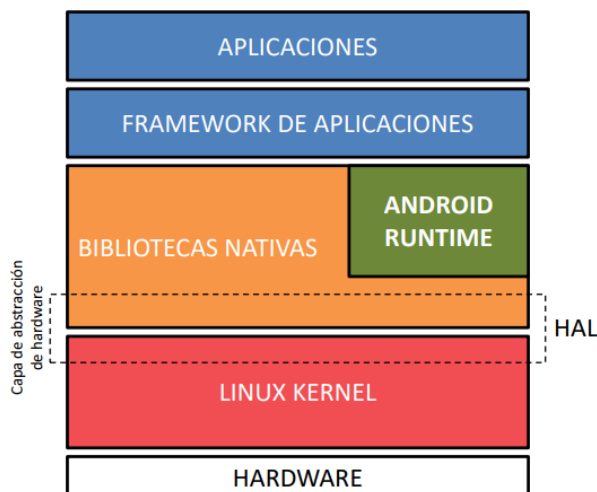 APLICACIONES
FRAMEWORK DE APLICACIONES
ANDROID
RUNTIME
BIBLIOTECAS NATIVAS
Capa de abstracción
de hardware
HAL
LINUX KERNEL
HARDWARE